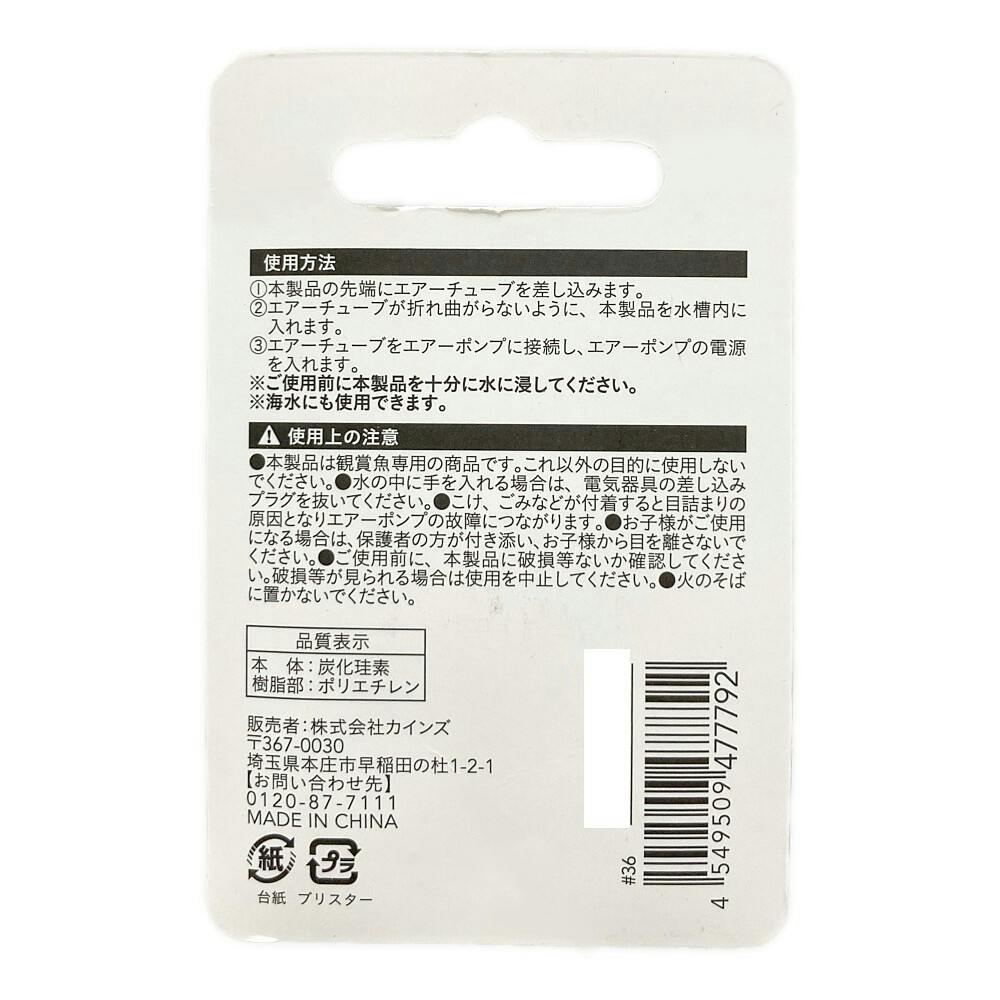 使用方法
①本製品の先端にエアーチューブを差し込みます。
②エアーチューブが折れ曲がらないように、本製品を水槽内に
入れます。
③エアーチューブをエアーポンプに接続し、エアーポンプの電源
を入れます。
※ご使用前に本製品を十分に水に浸してください。
※海水にも使用できます。
使用上の注意
●本製品は観賞魚専用の商品です。これ以外の目的に使用しない
でください。●水の中に手を入れる場合は、電気器具の差し込み
プラグを抜いてください。●こけ、ごみなどが付着すると目詰まりの
原因となりエアーポンプの故障につながります。●お子様がご使用
になる場合は、保護者の方が付き添い、お子様から目を離さないで
ください。●ご使用前に、本製品に破損等ないか確認してくださ
い。破損等が見られる場合は使用を中止してください。●火のそば
に置かないでください。
品質表示
本 体：炭化珪素
樹脂部：ポリエチレン
販売者：株式会社カインズ
〒367-0030
埼玉県本庄市早稲田の杜1-2-1
【お問い合わせ先】
0120-87-7111
MADE IN CHINA
紙 プラ
台紙 ブリスター
#36
4 549509 477792